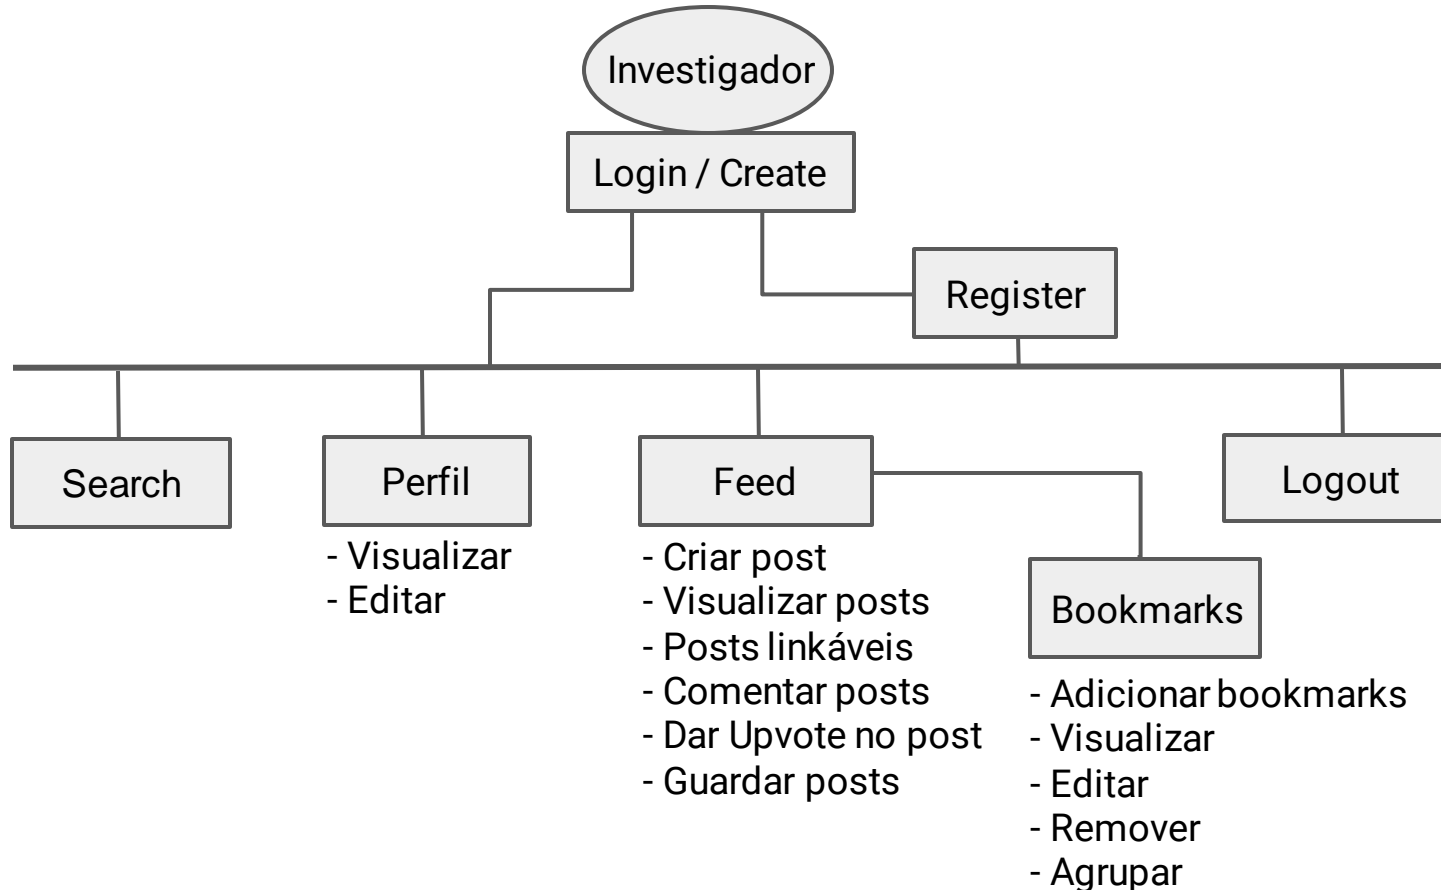 Investigador
Login / Create
Register
Search
Perfil
- Visualizar
- Editar
Feed
- Criar post
- Visualizar posts
- Posts linkáveis
- Comentar posts
- Dar Upvote no post
- Guardar posts
Bookmarks
- Adicionar bookmarks
- Visualizar
- Editar
- Remover
- Agrupar
Logout